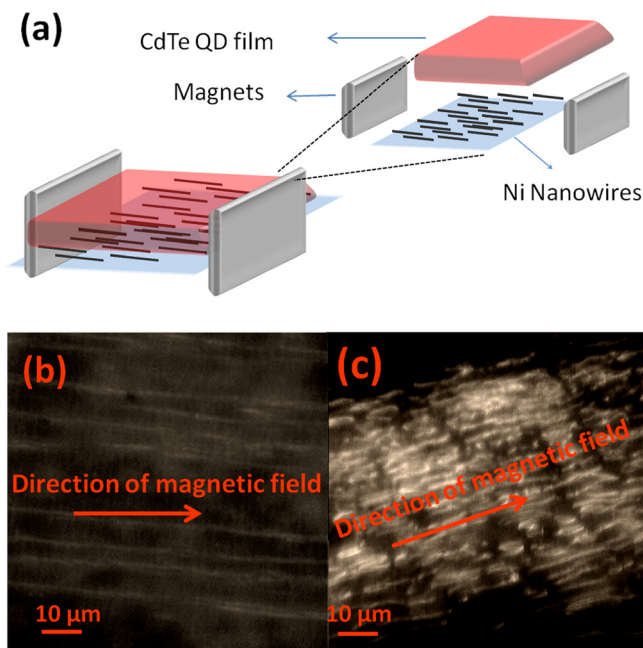 (a)
CdTe QD film
Magnets
Ni Nanowires
(b)
Direction of magnetic field
10 μm
(c)
Direction of magnetic field
10 μm